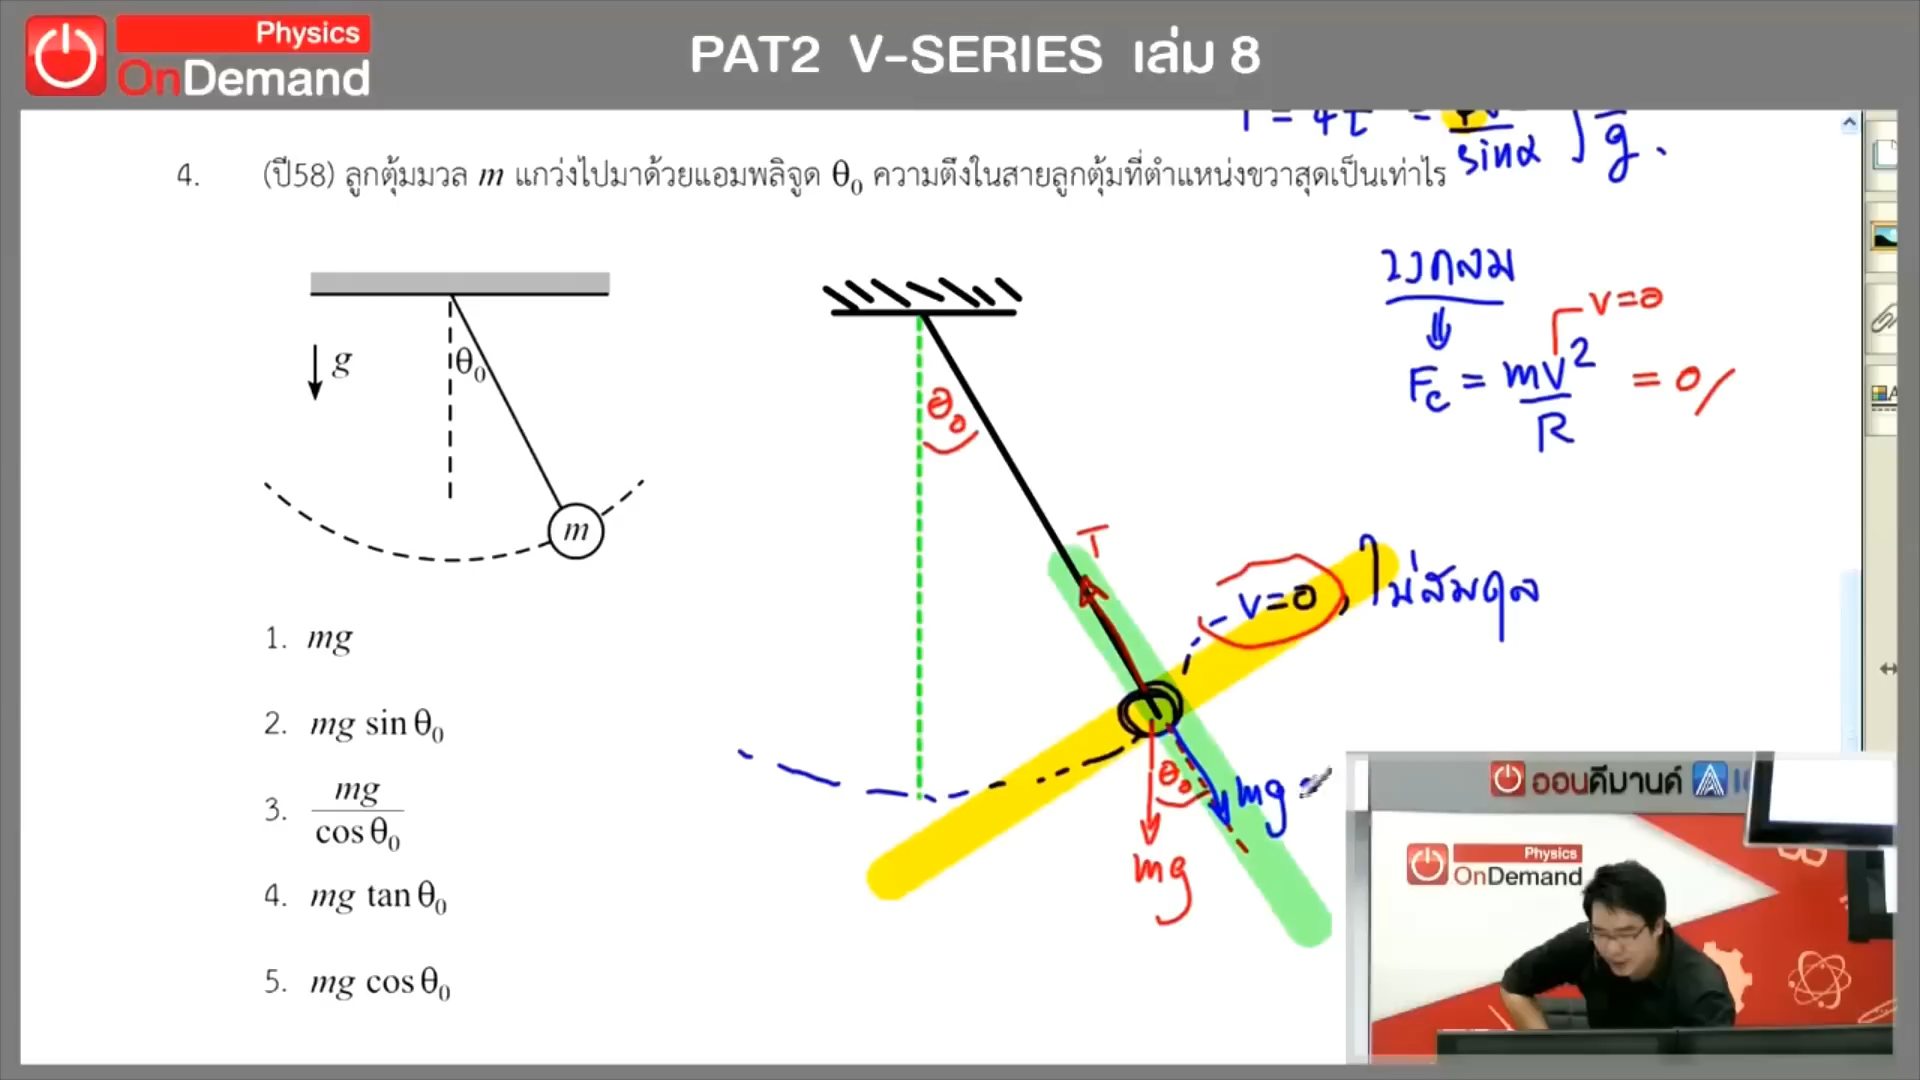 Physics
OnDemand
PAT2 V-SERIES เล่ม 8
sinα g.
4. (ปี58) ลูกตุ้มมวล m แกว่งไปมาด้วยแอมพลิจูด θ0 ความตึงในสายลูกตุ้มที่ตำแหน่งขวาสุดเป็นเท่าไร
g
θ0
m
1. mg
2. mg sin θ0
3. mg / cos θ0
4. mg tan θ0
5. mg cos θ0
วงกลม
v=0
Fc = mv² / R = 0
θ0
T
v=0, ไม่สมดุล
θ0
mg
mg
ออนดีมานด์
Physics
OnDemand